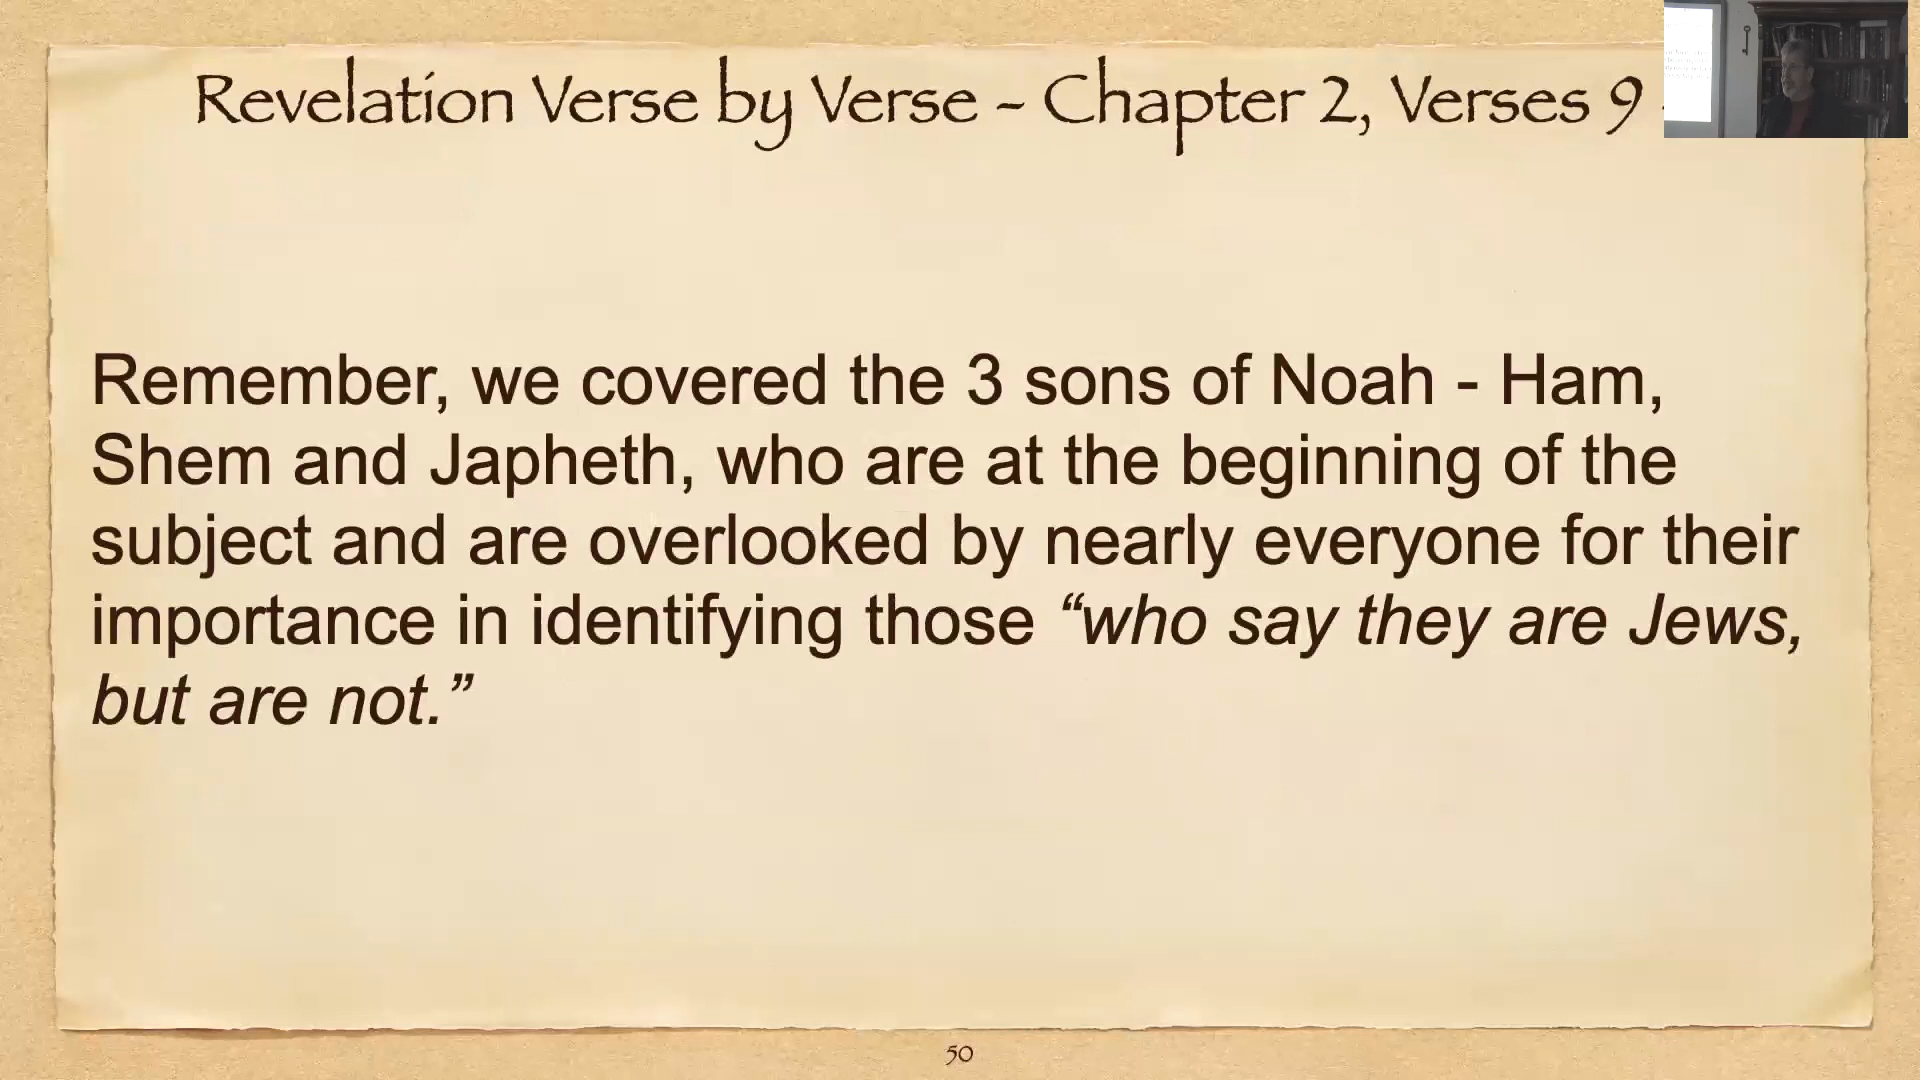 Revelation Verse by Verse - Chapter 2, Verses 9
Remember, we covered the 3 sons of Noah - Ham,
Shem and Japheth, who are at the beginning of the
subject and are overlooked by nearly everyone for their
importance in identifying those “who say they are Jews,
but are not.”
50